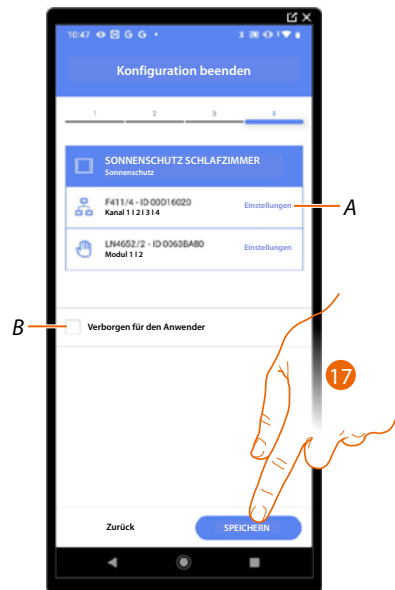 10:47 G G
Konfiguration beenden
1 2 3 4
SONNENSCHUTZ SCHLAFZIMMER
Sonnenschutz
F411/4 - ID 00D16020
Einstellungen
A
Kanal 1 I 2 I 3 I 4
LN4652/2 - ID 0063BA80
Einstellungen
Modul 1 I 2
B
Verborgen für den Anwender
17
Zurück
SPEICHERN